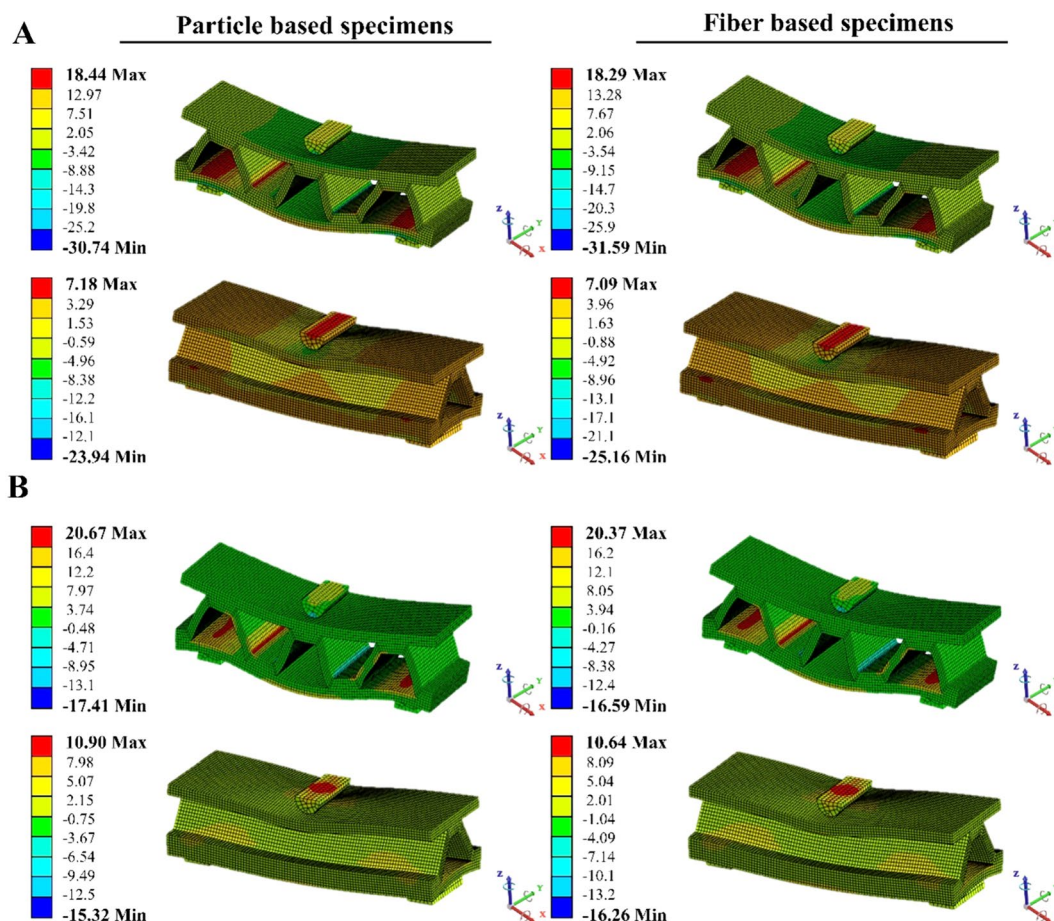 Particle based specimens
Fiber based specimens
A
18.44 Max
12.97
7.51
2.05
-3.42
-8.88
-14.3
-19.8
-25.2
-30.74 Min
Z
Y
X
18.29 Max
13.28
7.67
2.06
-3.54
-9.15
-14.7
-20.3
-25.9
-31.59 Min
Z
Y
X
7.18 Max
3.29
1.53
-0.59
-4.96
-8.38
-12.2
-16.1
-12.1
-23.94 Min
Z
Y
X
7.09 Max
3.96
1.63
-0.88
-4.92
-8.96
-13.1
-17.1
-21.1
-25.16 Min
Z
Y
X
B
20.67 Max
16.4
12.2
7.97
3.74
-0.48
-4.71
-8.95
-13.1
-17.41 Min
Z
Y
X
20.37 Max
16.2
12.1
8.05
3.94
-0.16
-4.27
-8.38
-12.4
-16.59 Min
Z
Y
X
10.90 Max
7.98
5.07
2.15
-0.75
-3.67
-6.54
-9.49
-12.5
-15.32 Min
Z
Y
X
10.64 Max
8.09
5.04
2.01
-1.04
-4.09
-7.14
-10.1
-13.2
-16.26 Min
Z
Y
X